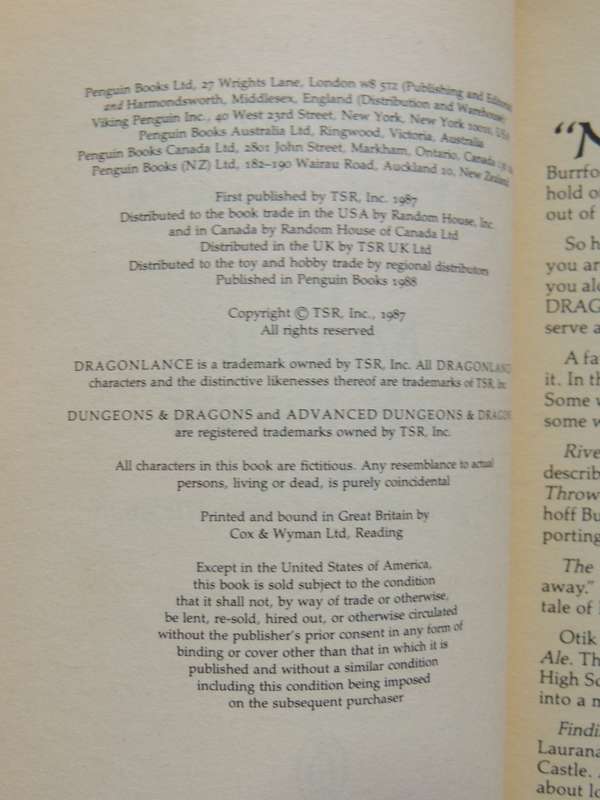 Penguin Books Ltd, 27 Wrights Lane, London W8 5TZ (Publishing and Editorial)
and Harmondsworth, Middlesex, England (Distribution and Warehouse)
Viking Penguin Inc., 40 West 23rd Street, New York, New York 10010, USA
Penguin Books Australia Ltd, Ringwood, Victoria, Australia
Penguin Books Canada Ltd, 2801 John Street, Markham, Ontario, Canada
Penguin Books (NZ) Ltd, 182–190 Wairau Road, Auckland 10, New Zealand
First published by TSR, Inc. 1987
Distributed to the book trade in the USA by Random House, Inc.
and in Canada by Random House of Canada Ltd
Distributed in the UK by TSR UK Ltd
Distributed to the toy and hobby trade by regional distributors
Published in Penguin Books 1988
Copyright © TSR, Inc., 1987
All rights reserved
DRAGONLANCE is a trademark owned by TSR, Inc. All DRAGONLANC
characters and the distinctive likenesses thereof are trademarks of TSR, Inc
DUNGEONS & DRAGONS and ADVANCED DUNGEONS & DRAGON
are registered trademarks owned by TSR, Inc.
All characters in this book are fictitious. Any resemblance to actual
persons, living or dead, is purely coincidental
Printed and bound in Great Britain by
Cox & Wyman Ltd, Reading
Except in the United States of America,
this book is sold subject to the condition
that it shall not, by way of trade or otherwise,
be lent, re-sold, hired out, or otherwise circulated
without the publisher's prior consent in any form of
binding or cover other than that in which it is
published and without a similar condition
including this condition being imposed
on the subsequent purchaser
"N
Burrfo
hold o
out of
So h
you ar
you alo
DRAG
serve a
A fa
it. In th
Some w
some w
Rive
describ
Throw
hoff Bu
porting
The
away."
tale of
Otik
Ale. Th
High So
into a m
Findi
Laurana
Castle.
about lo